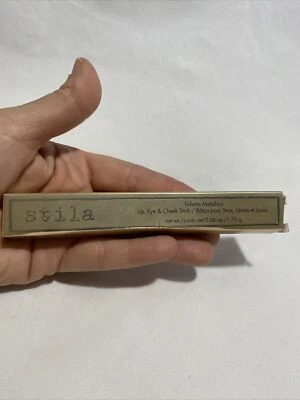 stila
Trifecta Metallica
Lip, Eye & Cheek Stick / Bâton pour Yeux, Lèvres et Joues
net wt./poids net 0.06 oz./1.70 g